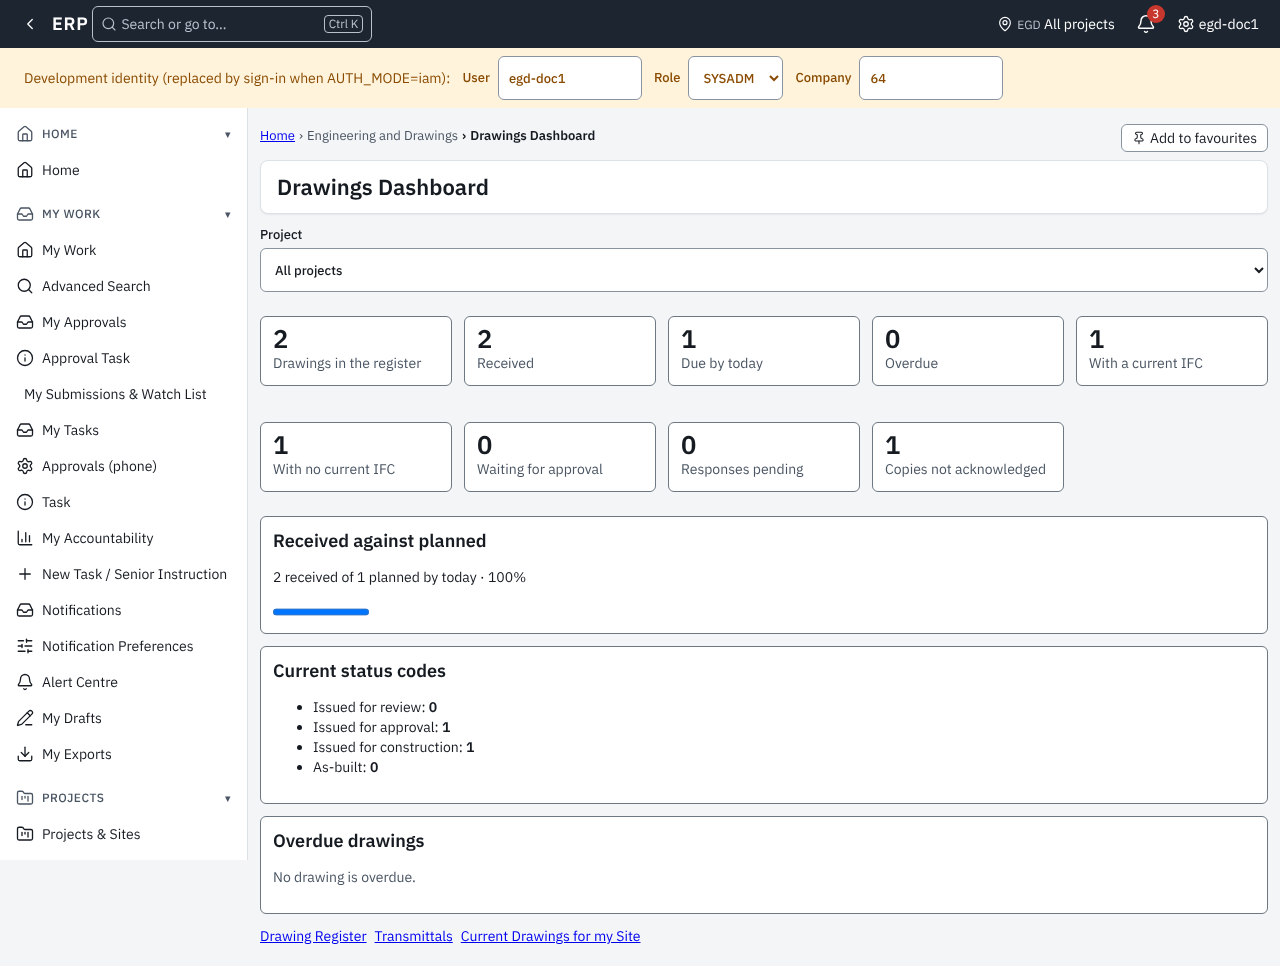 ERP
Search or go to...
Ctrl K
EGD All projects
3
egd-doc1
Development identity (replaced by sign-in when AUTH_MODE=iam):
User
egd-doc1
Role
SYSADM
Company
64
HOME
Home
MY WORK
My Work
Advanced Search
My Approvals
Approval Task
My Submissions & Watch List
My Tasks
Approvals (phone)
Task
My Accountability
New Task / Senior Instruction
Notifications
Notification Preferences
Alert Centre
My Drafts
My Exports
PROJECTS
Projects & Sites
Home › Engineering and Drawings › Drawings Dashboard
Add to favourites
Drawings Dashboard
Project
All projects
2
Drawings in the register
2
Received
1
Due by today
0
Overdue
1
With a current IFC
1
With no current IFC
0
Waiting for approval
0
Responses pending
1
Copies not acknowledged
Received against planned
2 received of 1 planned by today · 100%
Current status codes
Issued for review: 0
Issued for approval: 1
Issued for construction: 1
As-built: 0
Overdue drawings
No drawing is overdue.
Drawing Register Transmittals Current Drawings for my Site